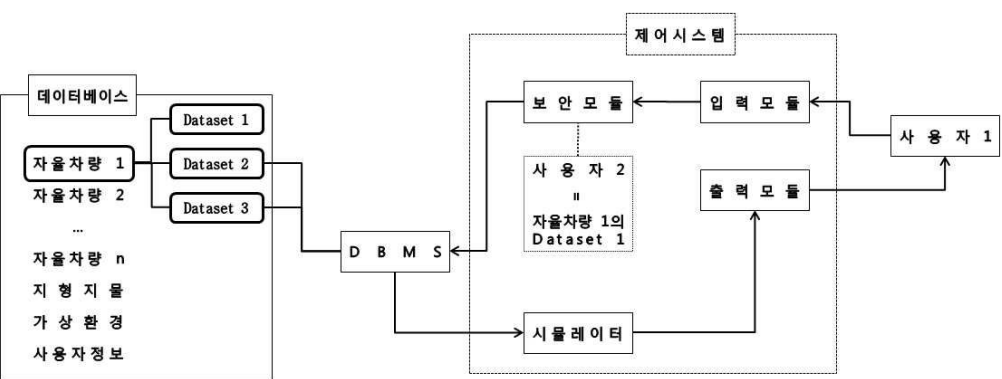 제어시스템
데이터베이스
자율차량 1
자율차량 2
...
자율차량 n
지형지물
가상환경
사용자정보
Dataset 1
Dataset 2
Dataset 3
DBMS
보안모듈
사용자2
=
자율차량 1의
Dataset 1
시뮬레이터
입력모듈
출력모듈
사용자1